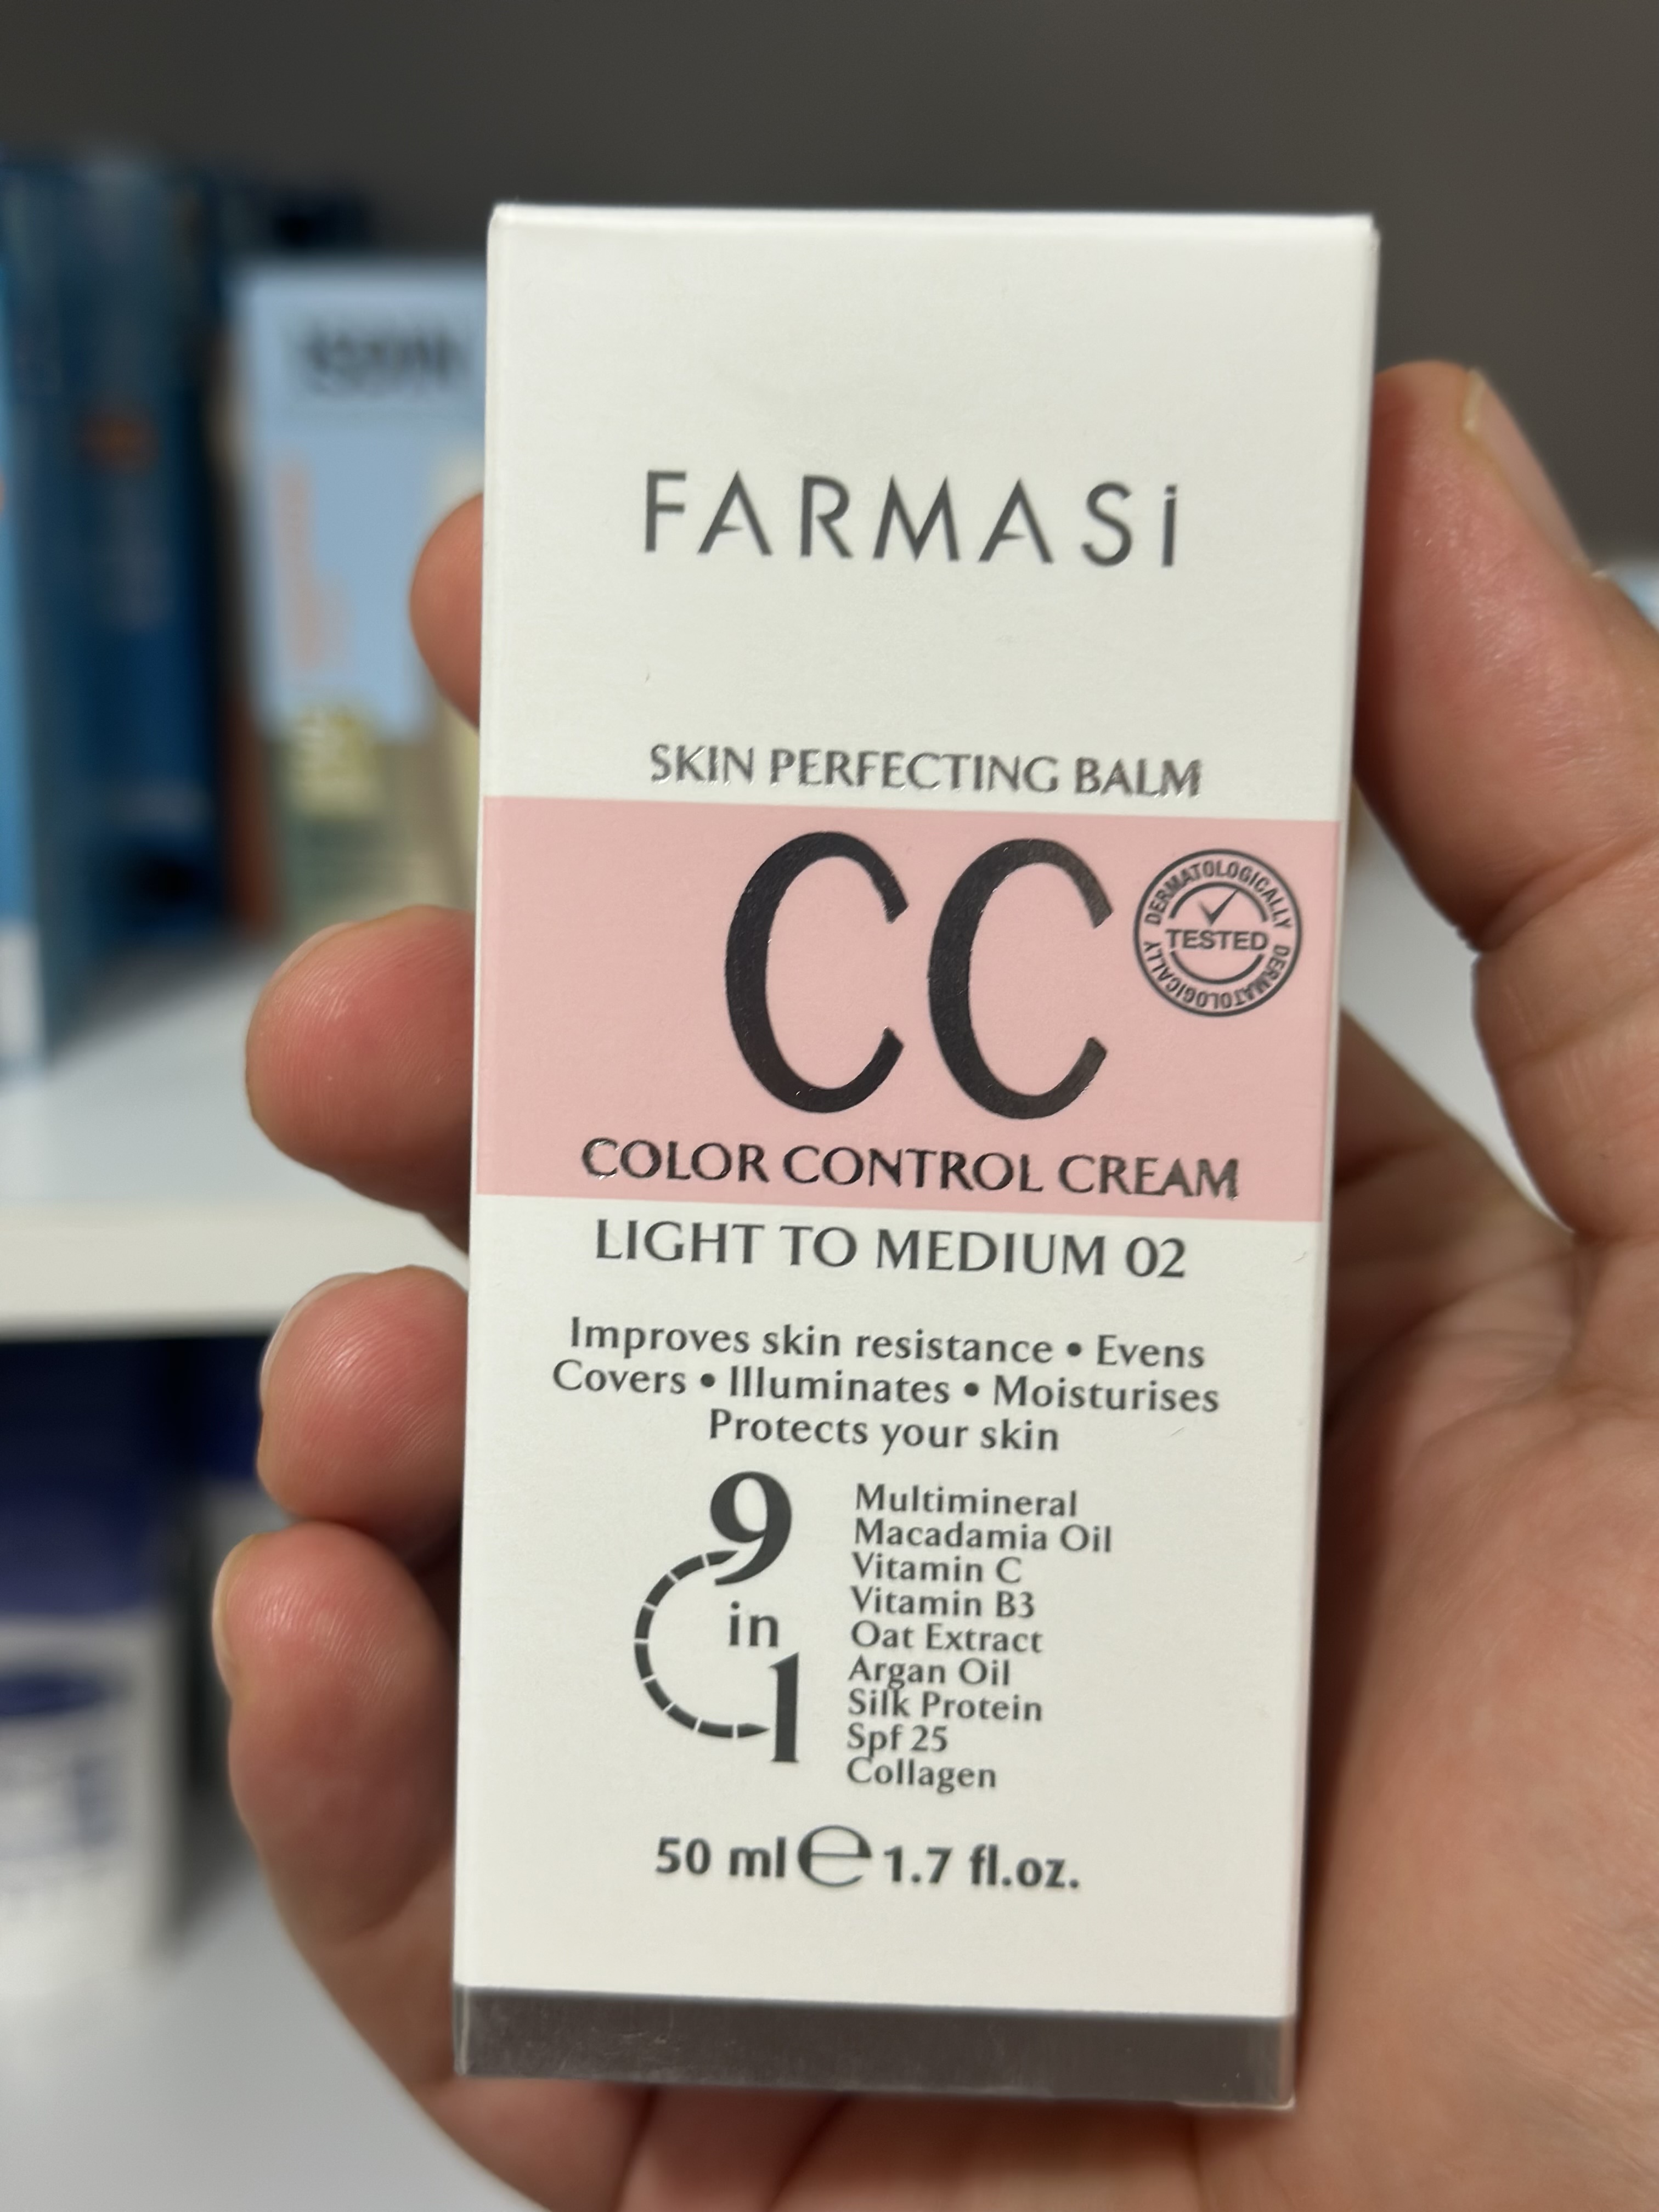 FARMASi
SKIN PERFECTING BALM
CC
DERMATOLOGICALLY
TESTED
DERMATOLOGICALLY
COLOR CONTROL CREAM
LIGHT TO MEDIUM 02
Improves skin resistance • Evens
Covers • Illuminates • Moisturises
Protects your skin
9
in
1
Multimineral
Macadamia Oil
Vitamin C
Vitamin B3
Oat Extract
Argan Oil
Silk Protein
Spf 25
Collagen
50 ml ℮ 1.7 fl.oz.